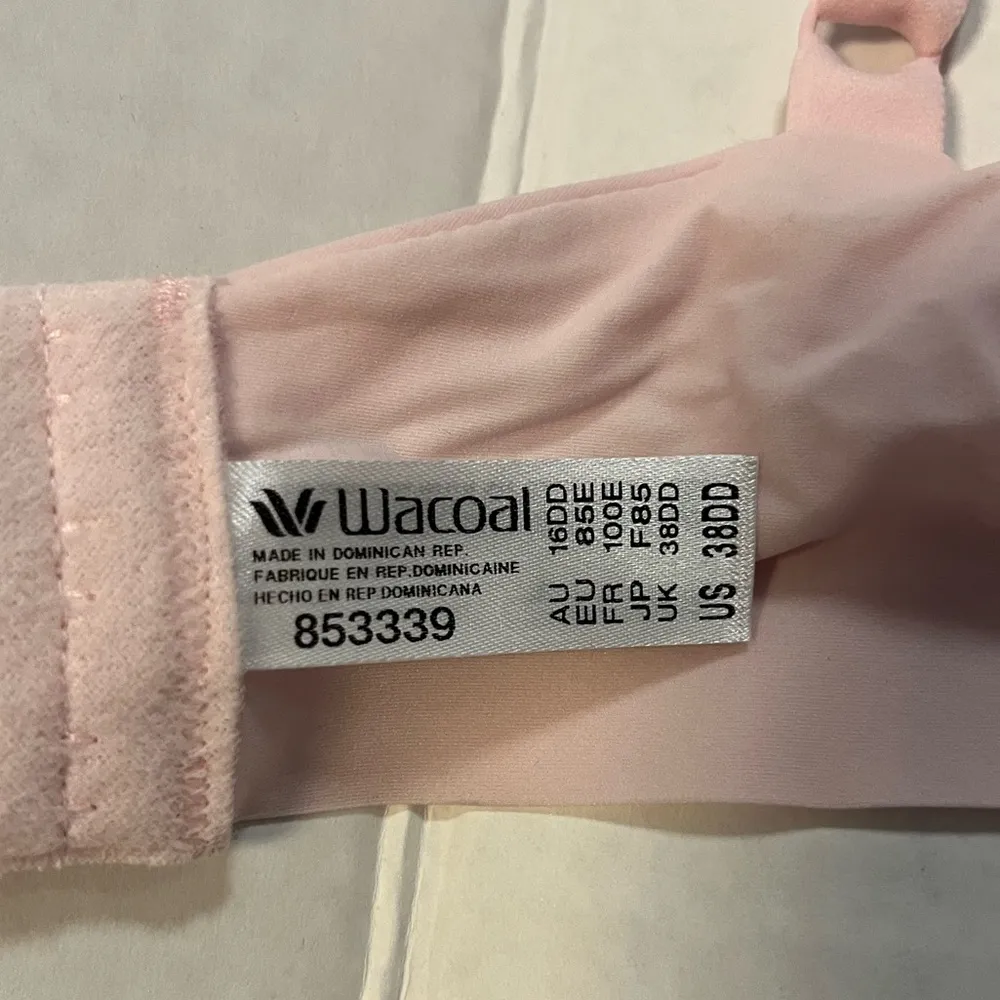 Wacoal
MADE IN DOMINICAN REP.
FABRIQUE EN REP.DOMINICAINE
HECHO EN REP DOMINICANA
853339
AU 16DD
EU 85E
FR 100E
JP F85
UK 38DD
US 38DD